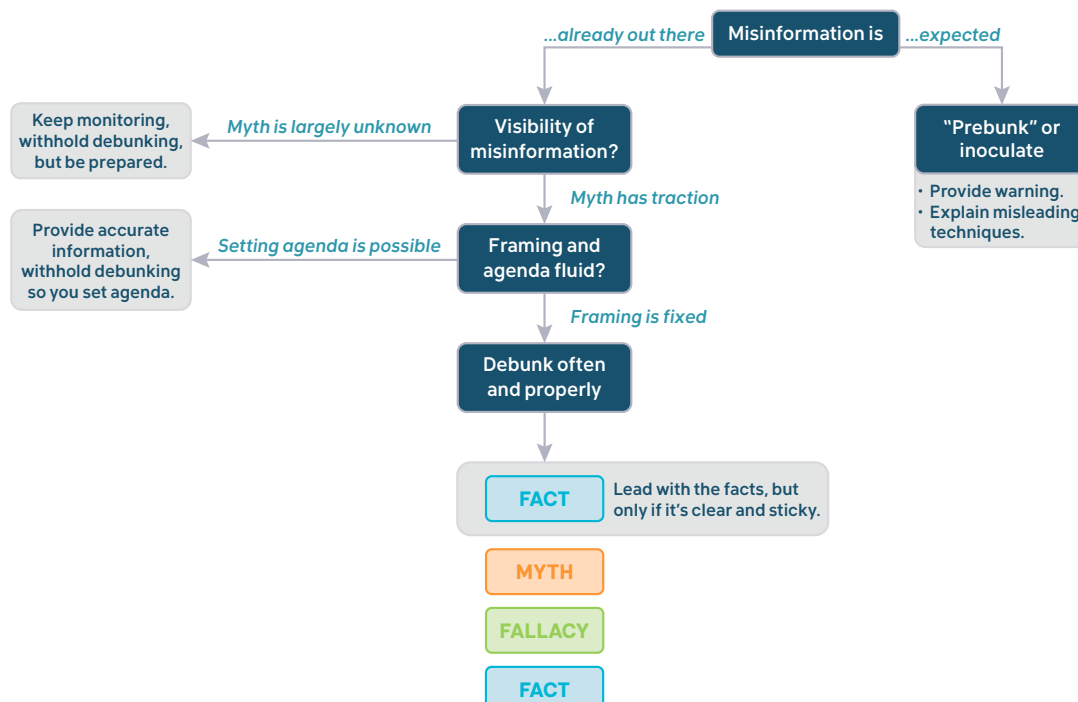 ...already out there
Misinformation is
...expected
Keep monitoring,
withhold debunking,
but be prepared.
Myth is largely unknown
Visibility of
misinformation?
"Prebunk" or
inoculate
• Provide warning.
• Explain misleading
techniques.
Myth has traction
Provide accurate
information,
withhold debunking
so you set agenda.
Setting agenda is possible
Framing and
agenda fluid?
Framing is fixed
Debunk often
and properly
FACT
Lead with the facts, but
only if it's clear and sticky.
MYTH
FALLACY
FACT